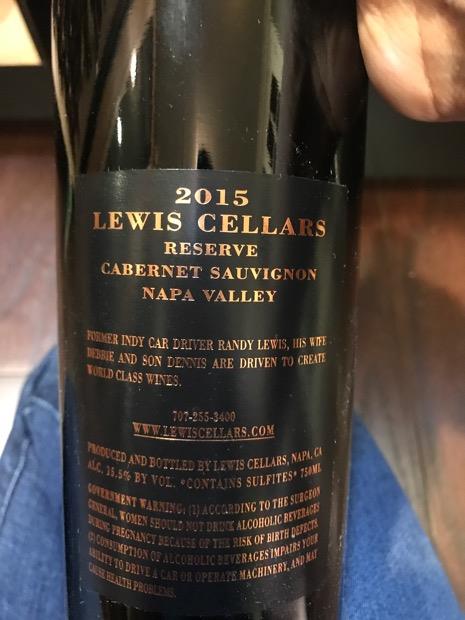 2015
LEWIS CELLARS
RESERVE
CABERNET SAUVIGNON
NAPA VALLEY
FORMER INDY CAR DRIVER RANDY LEWIS, HIS WIFE
DEBBIE AND SON DENNIS ARE DRIVEN TO CREATE
WORLD CLASS WINES.
707-255-3400
WWW.LEWISCELLARS.COM
PRODUCED AND BOTTLED BY LEWIS CELLARS, NAPA, CA
ALC. 15.5% BY VOL. *CONTAINS SULFITES* 750ML
GOVERNMENT WARNING: (1) ACCORDING TO THE SURGEON
GENERAL, WOMEN SHOULD NOT DRINK ALCOHOLIC BEVERAGES
DURING PREGNANCY BECAUSE OF THE RISK OF BIRTH DEFECTS.
(2) CONSUMPTION OF ALCOHOLIC BEVERAGES IMPAIRS YOUR
ABILITY TO DRIVE A CAR OR OPERATE MACHINERY, AND MAY
CAUSE HEALTH PROBLEMS.